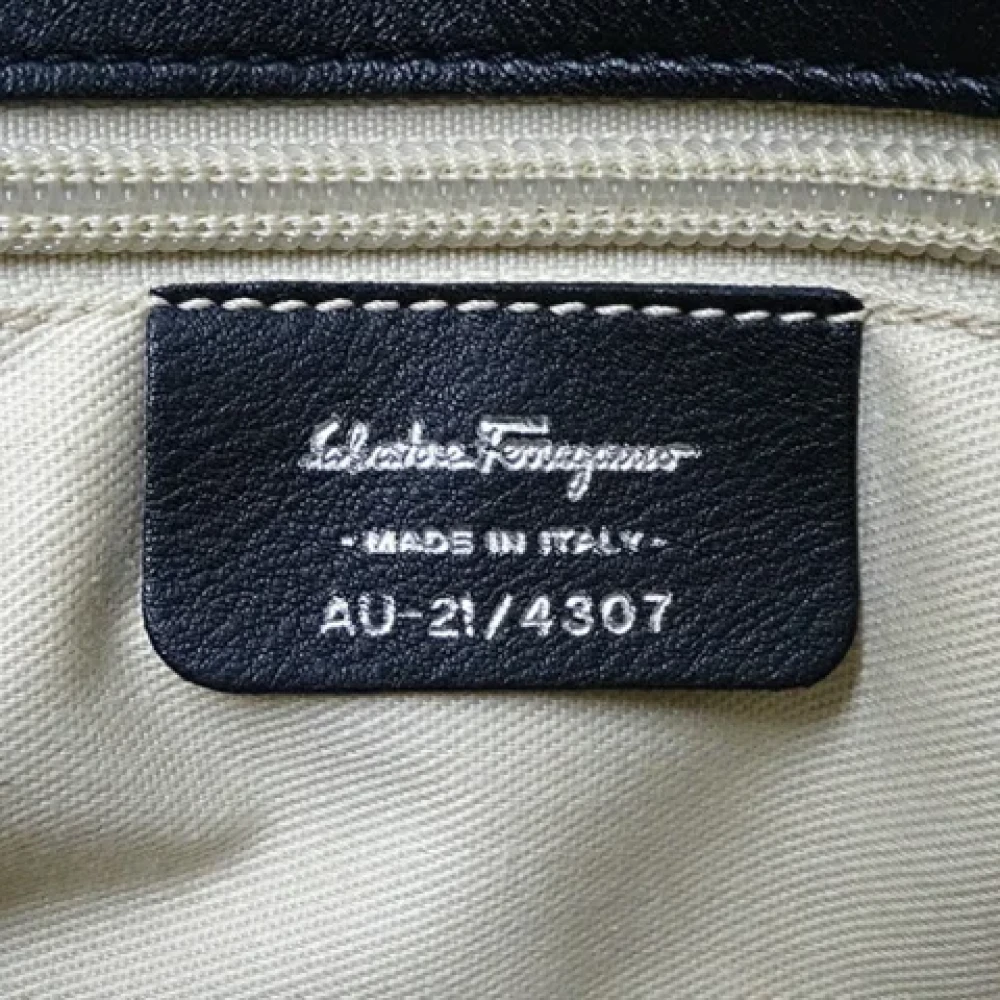 Salvatore Ferragamo
- MADE IN ITALY -
AU-21/4307